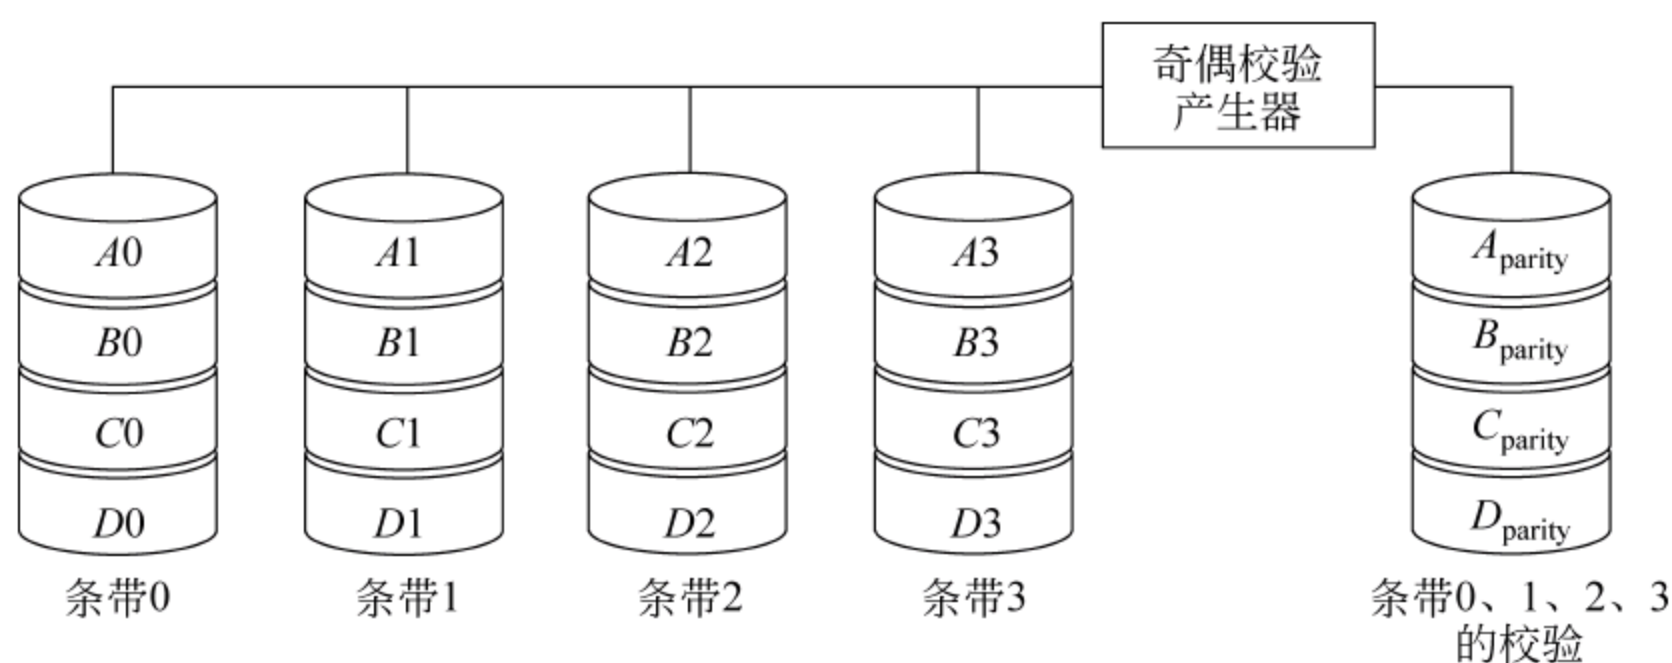 奇偶校验
产生器
A0 A1 A2 A3 Aparity
B0 B1 B2 B3 Bparity
C0 C1 C2 C3 Cparity
D0 D1 D2 D3 Dparity
条带0 条带1 条带2 条带3 条带0、1、2、3
的校验